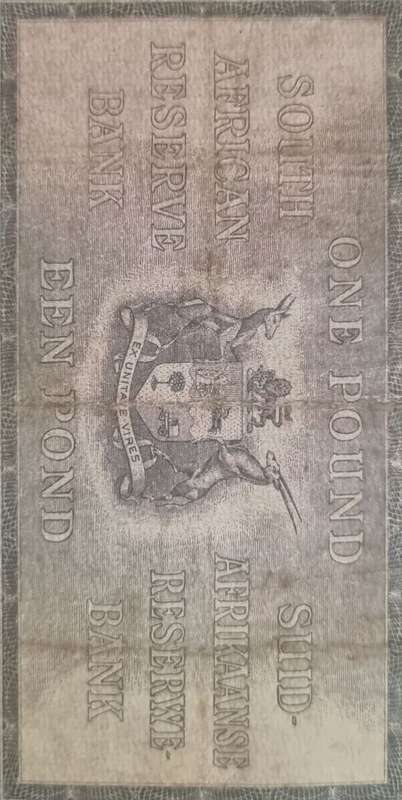 ONE POUND
SOUTH
AFRICAN
RESERVE
BANK
SUID-
AFRIKAANSE
RESERWE-
BANK
EX UNITATE VIRES
EEN POND